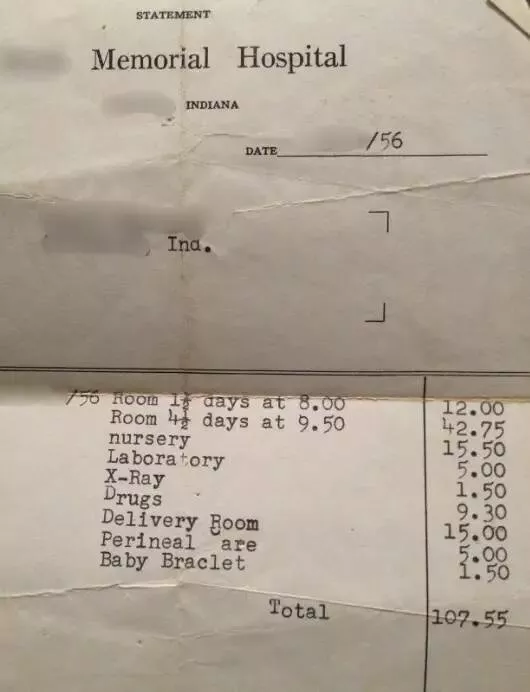 STATEMENT
Memorial Hospital
INDIANA
DATE /56
Ind.
/56 Room 1½ days at 8.00 12.00
Room 4½ days at 9.50 42.75
nursery 15.50
Laboratory 5.00
X-Ray 1.50
Drugs 9.30
Delivery Room 15.00
Perineal are 5.00
Baby Braclet 1.50
Total 107.55